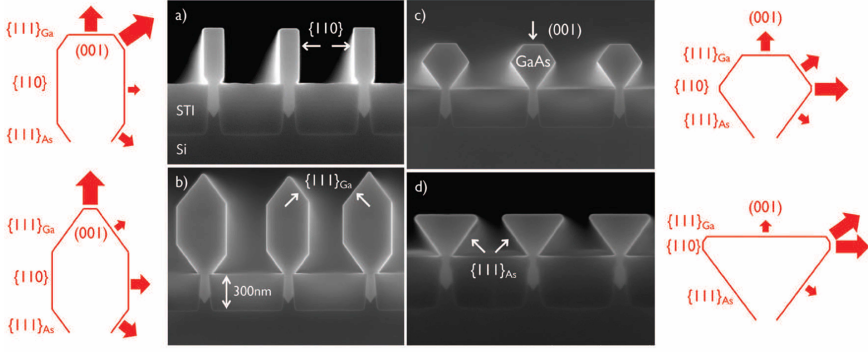 {111}Ga
(001)
{110}
{111}As
{111}Ga
(001)
{110}
{111}As
a)
{110}
STI
Si
b)
{111}Ga
300nm
c)
(001)
GaAs
d)
{111}As
(001)
{111}Ga
{110}
{111}As
(001)
{111}Ga
{110}
{111}As